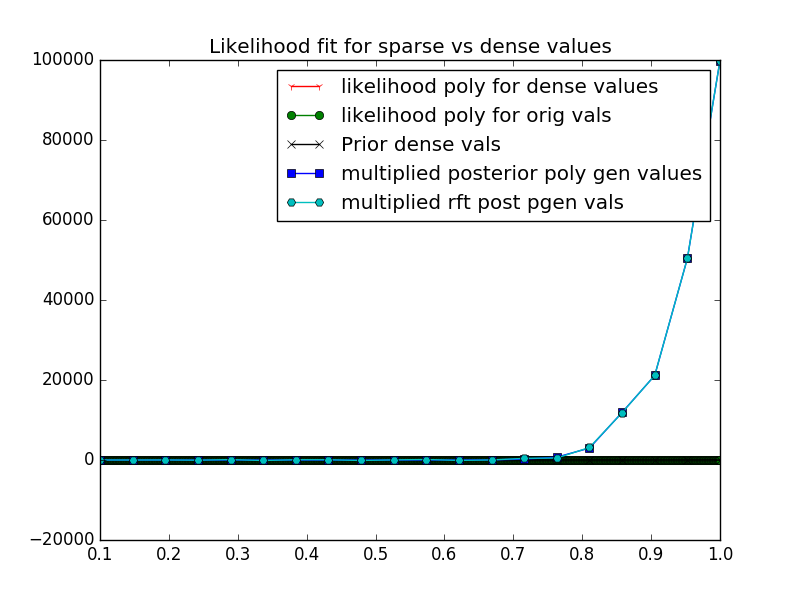 Likelihood fit for sparse vs dense values
100000
80000
60000
40000
20000
0
−20000
likelihood poly for dense values
likelihood poly for orig vals
Prior dense vals
multiplied posterior poly gen values
multiplied rft post pgen vals
0.1 0.2 0.3 0.4 0.5 0.6 0.7 0.8 0.9 1.0